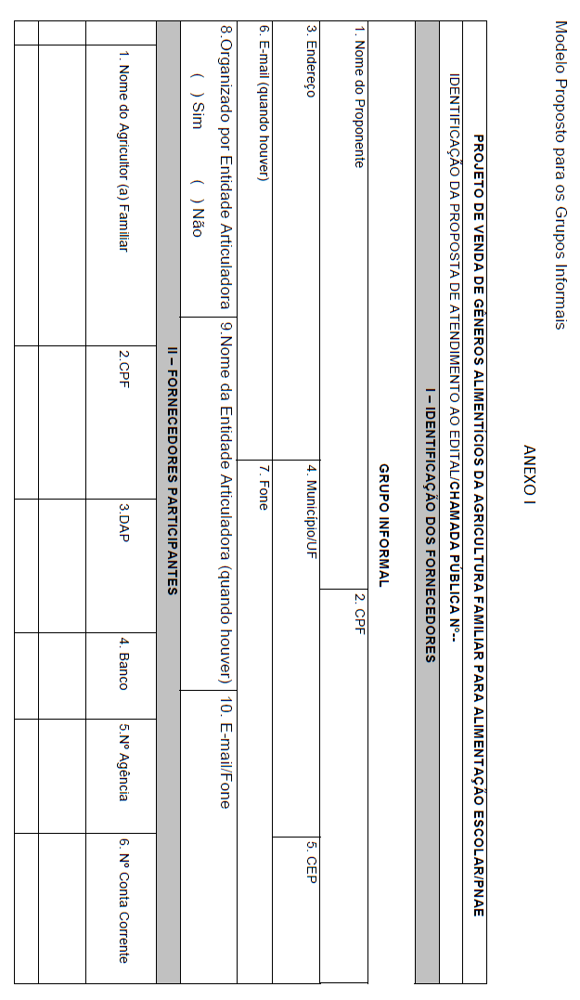 Modelo Proposto para os Grupos Informais
ANEXO I
PROJETO DE VENDA DE GÊNEROS ALIMENTÍCIOS DA AGRICULTURA FAMILIAR PARA ALIMENTAÇÃO ESCOLAR/PNAE
IDENTIFICAÇÃO DA PROPOSTA DE ATENDIMENTO AO EDITAL/CHAMADA PÚBLICA Nº--
I – IDENTIFICAÇÃO DOS FORNECEDORES
GRUPO INFORMAL
1. Nome do Proponente
2. CPF
3. Endereço
4. Município/UF
5. CEP
6. E-mail (quando houver)
7. Fone
8.Organizado por Entidade Articuladora
( ) Sim ( ) Não
9.Nome da Entidade Articuladora (quando houver)
10. E-mail/Fone
II – FORNECEDORES PARTICIPANTES
1. Nome do Agricultor (a) Familiar
2.CPF
3.DAP
4. Banco
5.Nº Agência
6. Nº Conta Corrente